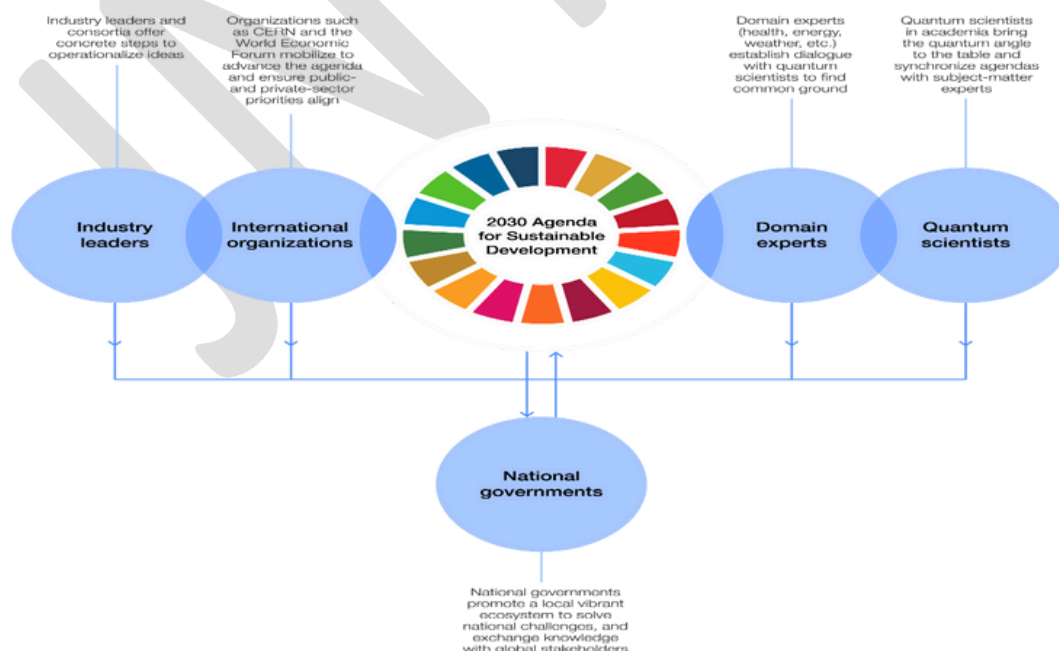 Industry leaders and
consortia offer
concrete steps to
operationalize ideas
Organizations such
as CERN and the
World Economic
Forum mobilize to
advance the agenda
and ensure public-
and private-sector
priorities align
Domain experts
(health, energy,
weather, etc.)
establish dialogue
with quantum
scientists to find
common ground
Quantum scientists
in academia bring
the quantum angle
to the table and
synchronize agendas
with subject-matter
experts
Industry
leaders
International
organizations
2030 Agenda
for Sustainable
Development
Domain
experts
Quantum
scientists
National
governments
National governments
promote a local vibrant
ecosystem to solve
national challenges, and
exchange knowledge
with global stakeholders